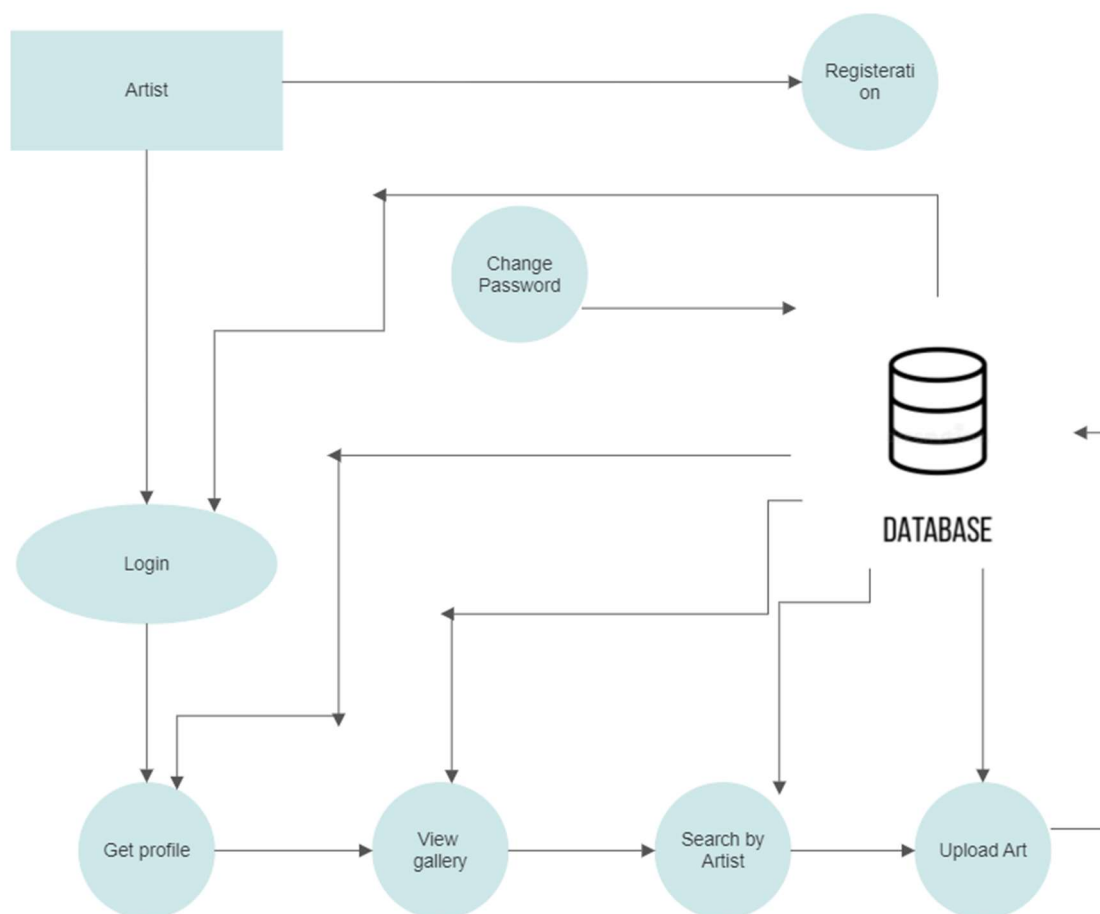 Artist
Registerati
on
Change
Password
DATABASE
Login
Get profile
View
gallery
Search by
Artist
Upload Art